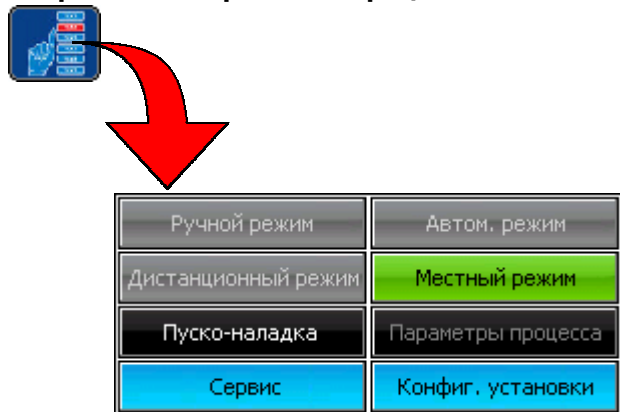 Ручной режим
Автом. режим
Дистанционный режим
Местный режим
Пуско-наладка
Параметры процесса
Сервис
Конфиг. установки